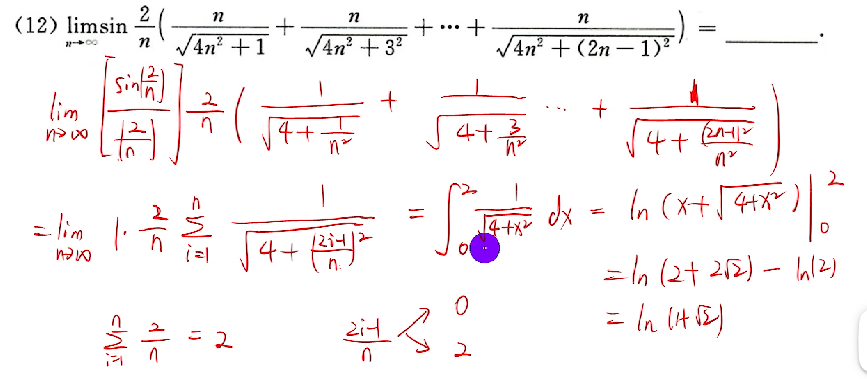 (12) lim_{n→∞} sin 2/n ( n/√(4n²+1) + n/√(4n²+3²) + ··· + n/√(4n²+(2n−1)²) ) = ______.
lim_{n→∞} [ sin(2/n) / (2/n) ] 2/n ( 1/√(4+1/n²) + 1/√(4+3/n²) ··· + 1/√(4+(2n-1)²/n²) )
= lim_{n→∞} 1 · 2/n Σ_{i=1}^{n} 1/√(4+((2i-1)/n)²) = ∫_0^2 1/√(4+x²) dx = ln (x+√(4+x²)) |_0^2
= ln (2+2√2) − ln(2)
Σ_{i=1}^{n} 2/n = 2   (2i-1)/n ↗ 0 ↘ 2   = ln (1+√2)